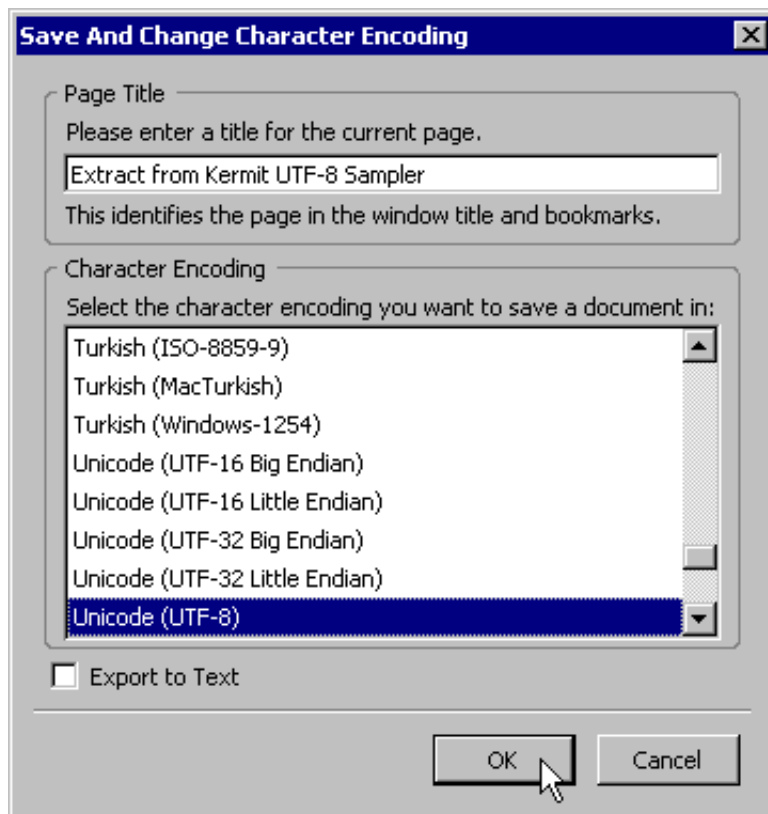 Save And Change Character Encoding
Page Title
Please enter a title for the current page.
Extract from Kermit UTF-8 Sampler
This identifies the page in the window title and bookmarks.
Character Encoding
Select the character encoding you want to save a document in:
Turkish (ISO-8859-9)
Turkish (MacTurkish)
Turkish (Windows-1254)
Unicode (UTF-16 Big Endian)
Unicode (UTF-16 Little Endian)
Unicode (UTF-32 Big Endian)
Unicode (UTF-32 Little Endian)
Unicode (UTF-8)
Export to Text
OK Cancel